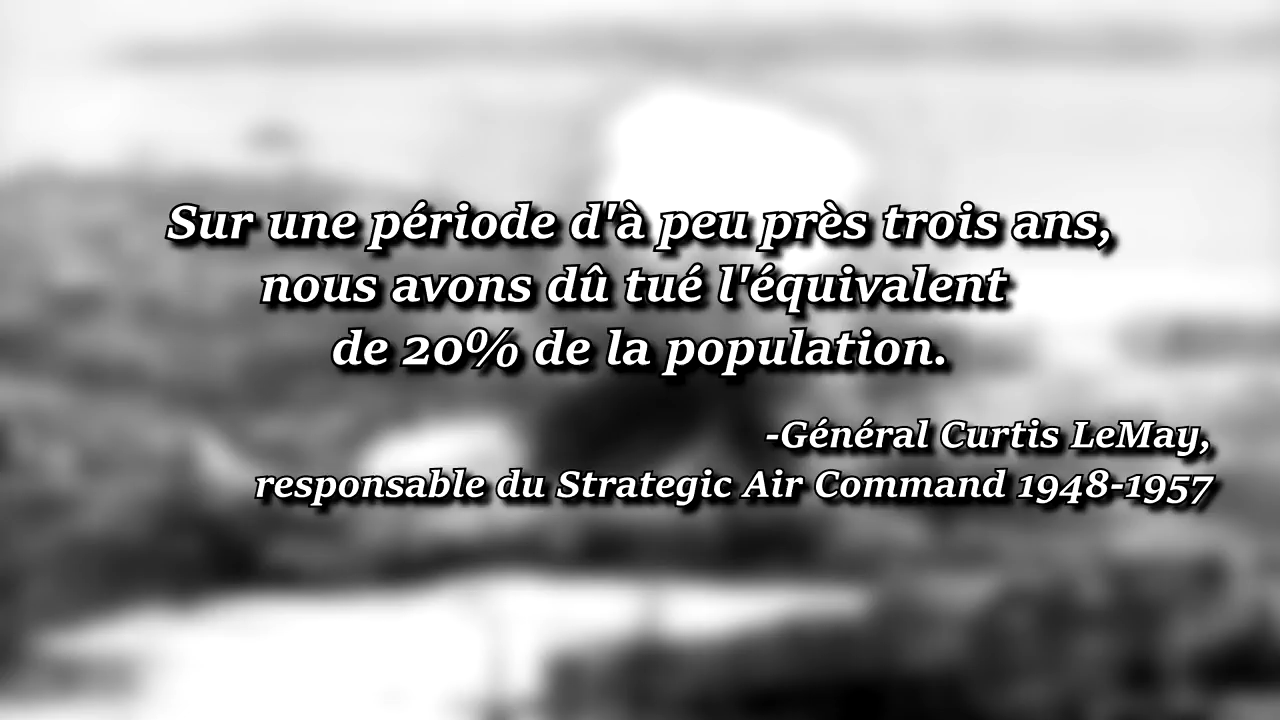 Sur une période d'à peu près trois ans,
nous avons dû tué l'équivalent
de 20% de la population.
-Général Curtis LeMay,
responsable du Strategic Air Command 1948-1957